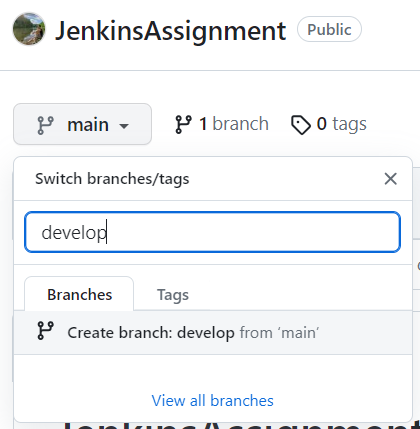 JenkinsAssignment Public
main 1 branch 0 tags
Switch branches/tags
develop
Branches Tags
Create branch: develop from ‘main’
View all branches
JenkinsAssignment